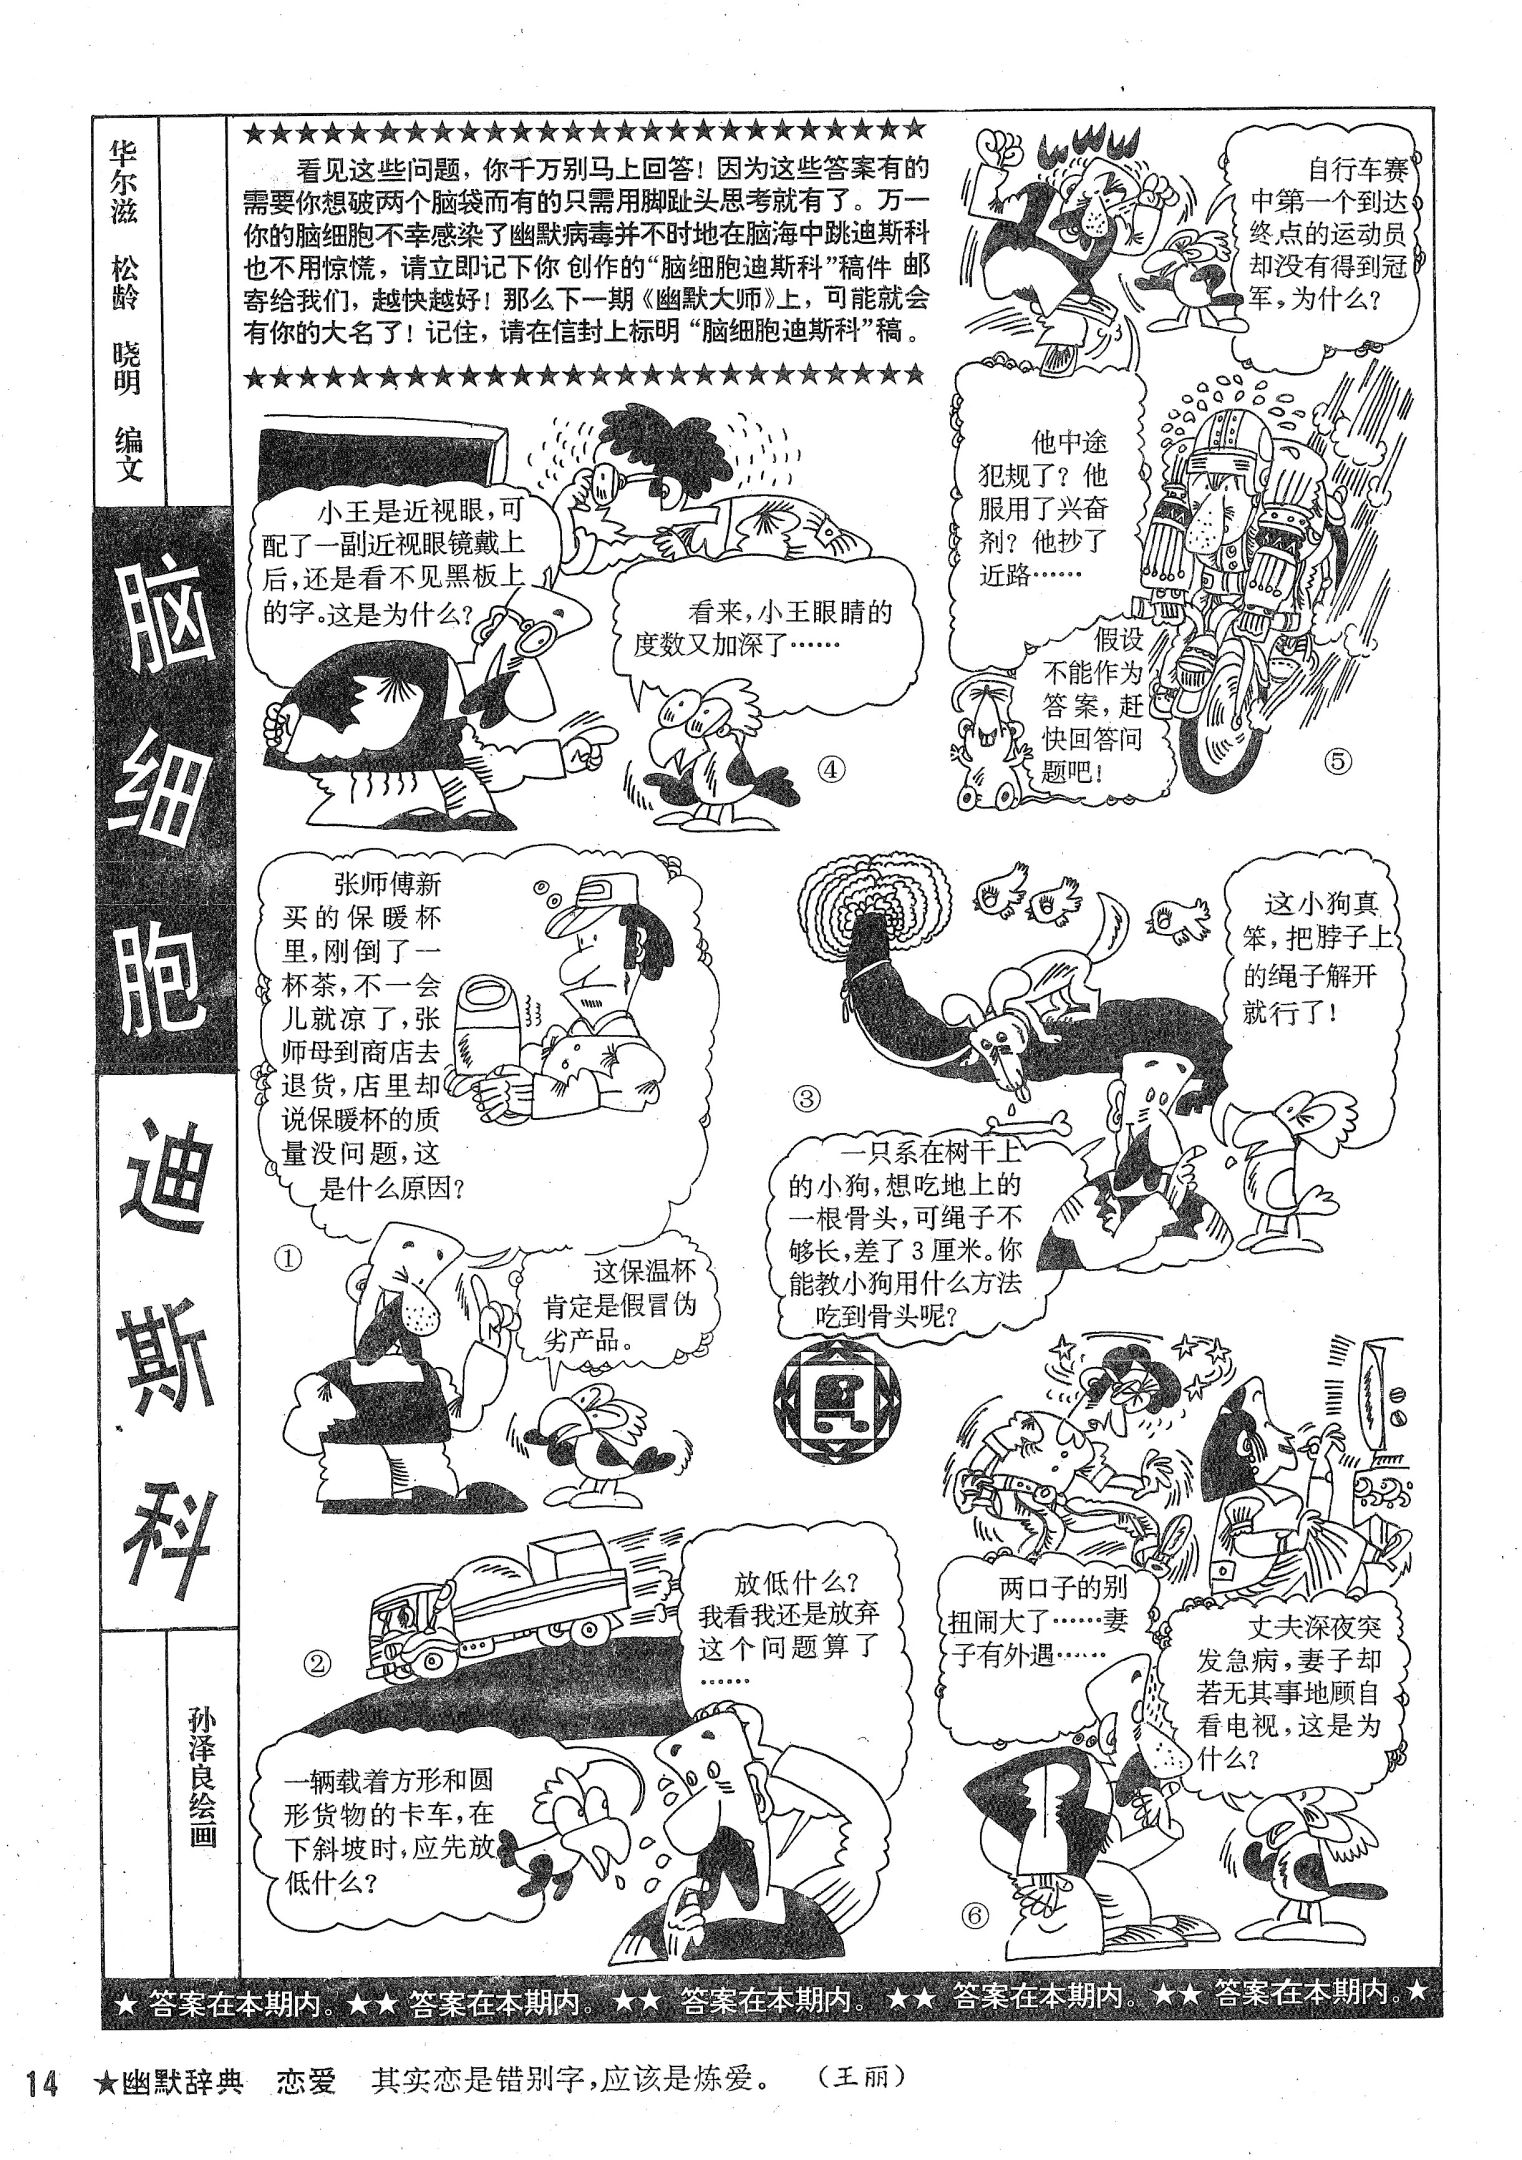 华尔滋 松龄 晓明 编文
脑细胞
迪斯科
孙泽良绘画
★★★★★★★★★★★★★★★★★★★★★★★★★★
看见这些问题，你千万别马上回答！因为这些答案有的
需要你想破两个脑袋而有的只需用脚趾头思考就有了。万一
你的脑细胞不幸感染了幽默病毒并不时地在脑海中跳迪斯科
也不用惊慌，请立即记下你创作的“脑细胞迪斯科”稿件 邮
寄给我们，越快越好！那么下一期《幽默大师》上，可能就会
有你的大名了！记住，请在信封上标明“脑细胞迪斯科”稿。
★★★★★★★★★★★★★★★★★★★★★★★★★★
自行车赛
中第一个到达
终点的运动员
却没有得到冠
军，为什么？
他中途
犯规了？他
服用了兴奋
剂？他抄了
近路……
假设
不能作为
答案，赶
快回答问
题吧！
⑤
小王是近视眼，可
配了一副近视眼镜戴上
后，还是看不见黑板上
的字。这是为什么？
看来，小王眼睛的
度数又加深了……
④
张师傅新
买的保暖杯
里，刚倒了一
杯茶，不一会
儿就凉了，张
师母到商店去
退货，店里却
说保暖杯的质
量没问题，这
是什么原因？
①
这保温杯
肯定是假冒伪
劣产品。
这小狗真
笨，把脖子上
的绳子解开
就行了！
③
一只系在树干上
的小狗，想吃地上的
一根骨头，可绳子不
够长，差了3厘米。你
能教小狗用什么方法
吃到骨头呢？
②
放低什么？
我看我还是放弃
这个问题算了
……
一辆载着方形和圆
形货物的卡车，在
下斜坡时，应先放
低什么？
两口子的别
扭闹大了……妻
子有外遇……
丈夫深夜突
发急病，妻子却
若无其事地顾自
看电视，这是为
什么？
⑥
★ 答案在本期内。★★ 答案在本期内。★★ 答案在本期内。★★ 答案在本期内。★★ 答案在本期内。★
14 ★幽默辞典 恋爱 其实恋是错别字，应该是炼爱。（王丽）